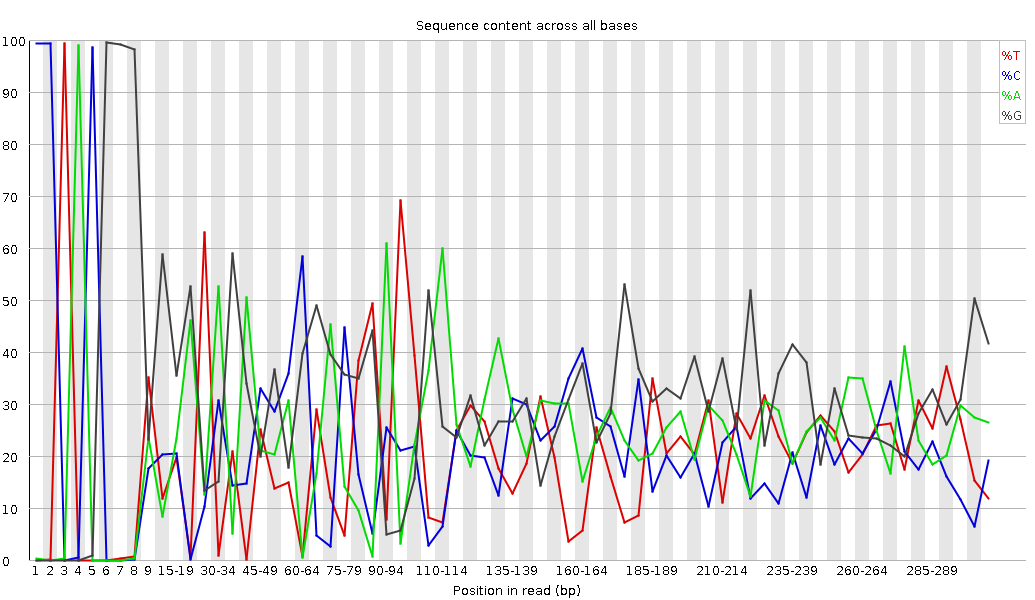 Sequence content across all bases
100
90
80
70
60
50
40
30
20
10
0
%T
%C
%A
%G
1 2 3 4 5 6 7 8 9 15-19 30-34 45-49 60-64 75-79 90-94 110-114 135-139 160-164 185-189 210-214 235-239 260-264 285-289
Position in read (bp)